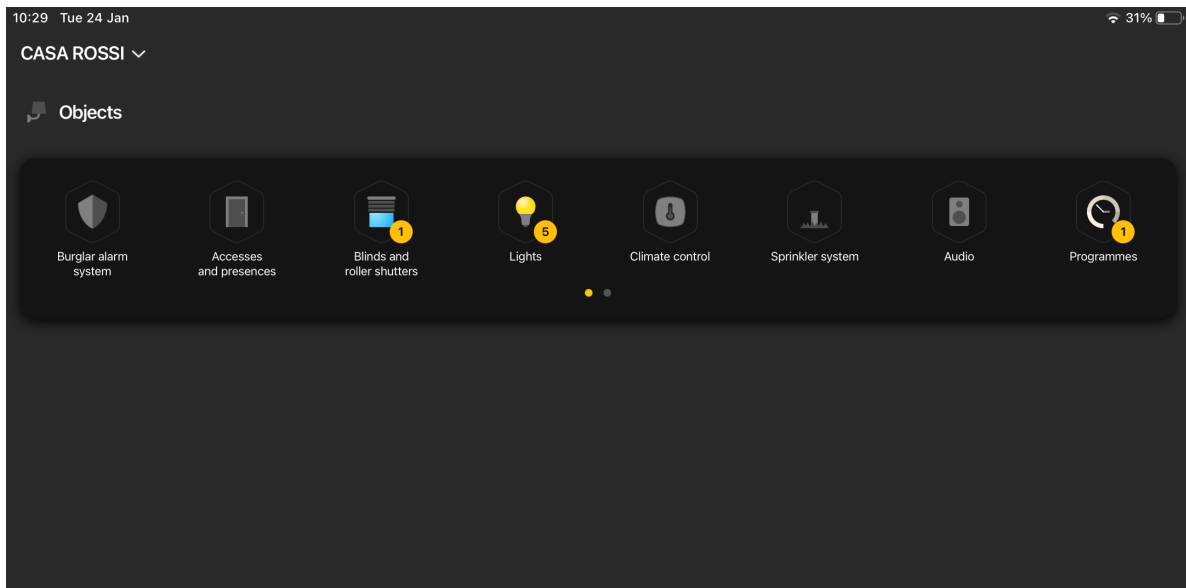 10:29 Tue 24 Jan
31%
CASA ROSSI
Objects
1
5
1
Burglar alarm
system
Accesses
and presences
Blinds and
roller shutters
Lights
Climate control
Sprinkler system
Audio
Programmes